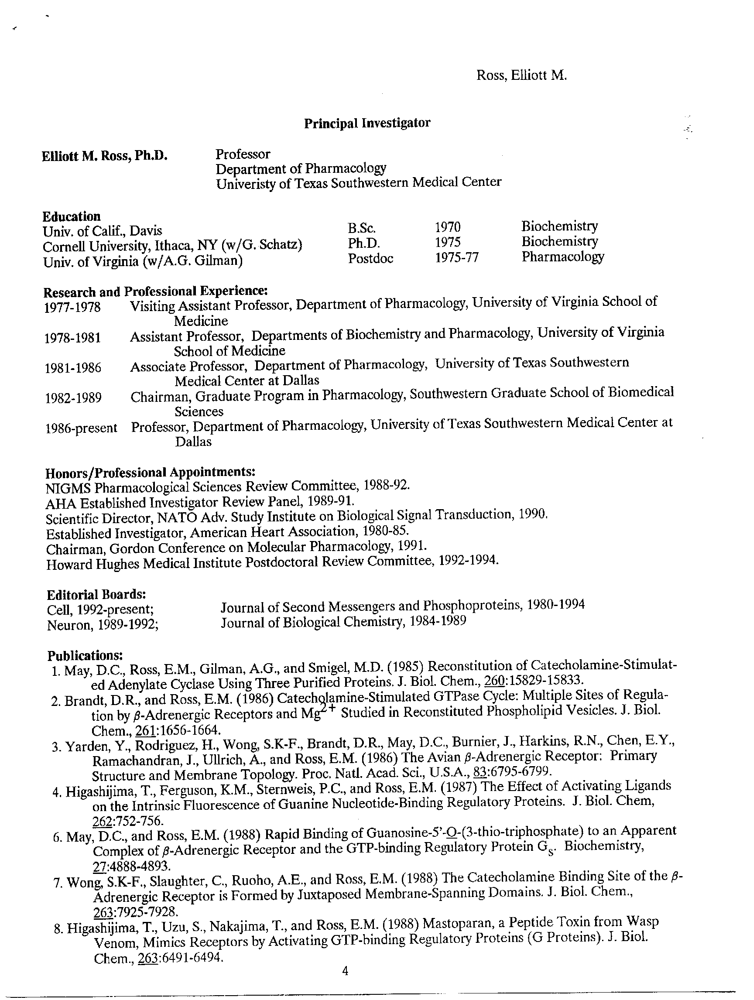 Ross, Elliott M.
Principal Investigator
Elliott M. Ross, Ph.D. Professor
Department of Pharmacology
Univeristy of Texas Southwestern Medical Center
Education
Univ. of Calif., Davis B.Sc. 1970 Biochemistry
Cornell University, Ithaca, NY (w/G. Schatz) Ph.D. 1975 Biochemistry
Univ. of Virginia (w/A.G. Gilman) Postdoc 1975-77 Pharmacology
Research and Professional Experience:
1977-1978 Visiting Assistant Professor, Department of Pharmacology, University of Virginia School of
Medicine
1978-1981 Assistant Professor, Departments of Biochemistry and Pharmacology, University of Virginia
School of Medicine
1981-1986 Associate Professor, Department of Pharmacology, University of Texas Southwestern
Medical Center at Dallas
1982-1989 Chairman, Graduate Program in Pharmacology, Southwestern Graduate School of Biomedical
Sciences
1986-present Professor, Department of Pharmacology, University of Texas Southwestern Medical Center at
Dallas
Honors/Professional Appointments:
NIGMS Pharmacological Sciences Review Committee, 1988-92.
AHA Established Investigator Review Panel, 1989-91.
Scientific Director, NATO Adv. Study Institute on Biological Signal Transduction, 1990.
Established Investigator, American Heart Association, 1980-85.
Chairman, Gordon Conference on Molecular Pharmacology, 1991.
Howard Hughes Medical Institute Postdoctoral Review Committee, 1992-1994.
Editorial Boards:
Cell, 1992-present; Journal of Second Messengers and Phosphoproteins, 1980-1994
Neuron, 1989-1992; Journal of Biological Chemistry, 1984-1989
Publications:
1. May, D.C., Ross, E.M., Gilman, A.G., and Smigel, M.D. (1985) Reconstitution of Catecholamine-Stimulat-
ed Adenylate Cyclase Using Three Purified Proteins. J. Biol. Chem., 260:15829-15833.
2. Brandt, D.R., and Ross, E.M. (1986) Catecholamine-Stimulated GTPase Cycle: Multiple Sites of Regula-
tion by β-Adrenergic Receptors and Mg2+ Studied in Reconstituted Phospholipid Vesicles. J. Biol.
Chem., 261:1656-1664.
3. Yarden, Y., Rodriguez, H., Wong, S.K-F., Brandt, D.R., May, D.C., Burnier, J., Harkins, R.N., Chen, E.Y.,
Ramachandran, J., Ullrich, A., and Ross, E.M. (1986) The Avian β-Adrenergic Receptor: Primary
Structure and Membrane Topology. Proc. Natl. Acad. Sci., U.S.A., 83:6795-6799.
4. Higashijima, T., Ferguson, K.M., Sternweis, P.C., and Ross, E.M. (1987) The Effect of Activating Ligands
on the Intrinsic Fluorescence of Guanine Nucleotide-Binding Regulatory Proteins. J. Biol. Chem,
262:752-756.
6. May, D.C., and Ross, E.M. (1988) Rapid Binding of Guanosine-5'-O-(3-thio-triphosphate) to an Apparent
Complex of β-Adrenergic Receptor and the GTP-binding Regulatory Protein Gs. Biochemistry,
27:4888-4893.
7. Wong, S.K-F., Slaughter, C., Ruoho, A.E., and Ross, E.M. (1988) The Catecholamine Binding Site of the β-
Adrenergic Receptor is Formed by Juxtaposed Membrane-Spanning Domains. J. Biol. Chem.,
263:7925-7928.
8. Higashijima, T., Uzu, S., Nakajima, T., and Ross, E.M. (1988) Mastoparan, a Peptide Toxin from Wasp
Venom, Mimics Receptors by Activating GTP-binding Regulatory Proteins (G Proteins). J. Biol.
Chem., 263:6491-6494.
4